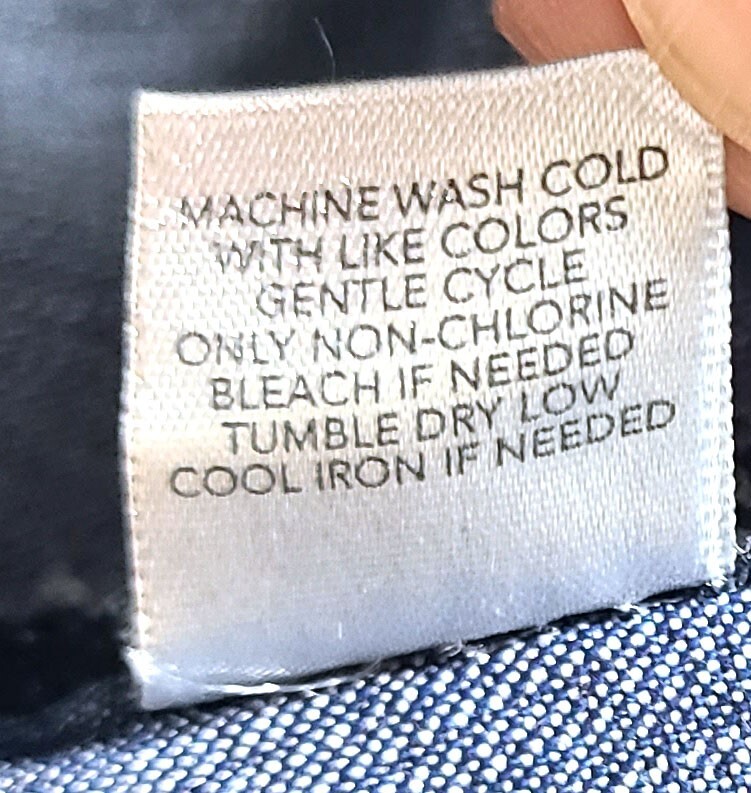 MACHINE WASH COLD
WITH LIKE COLORS
GENTLE CYCLE
ONLY NON-CHLORINE
BLEACH IF NEEDED
TUMBLE DRY LOW
COOL IRON IF NEEDED